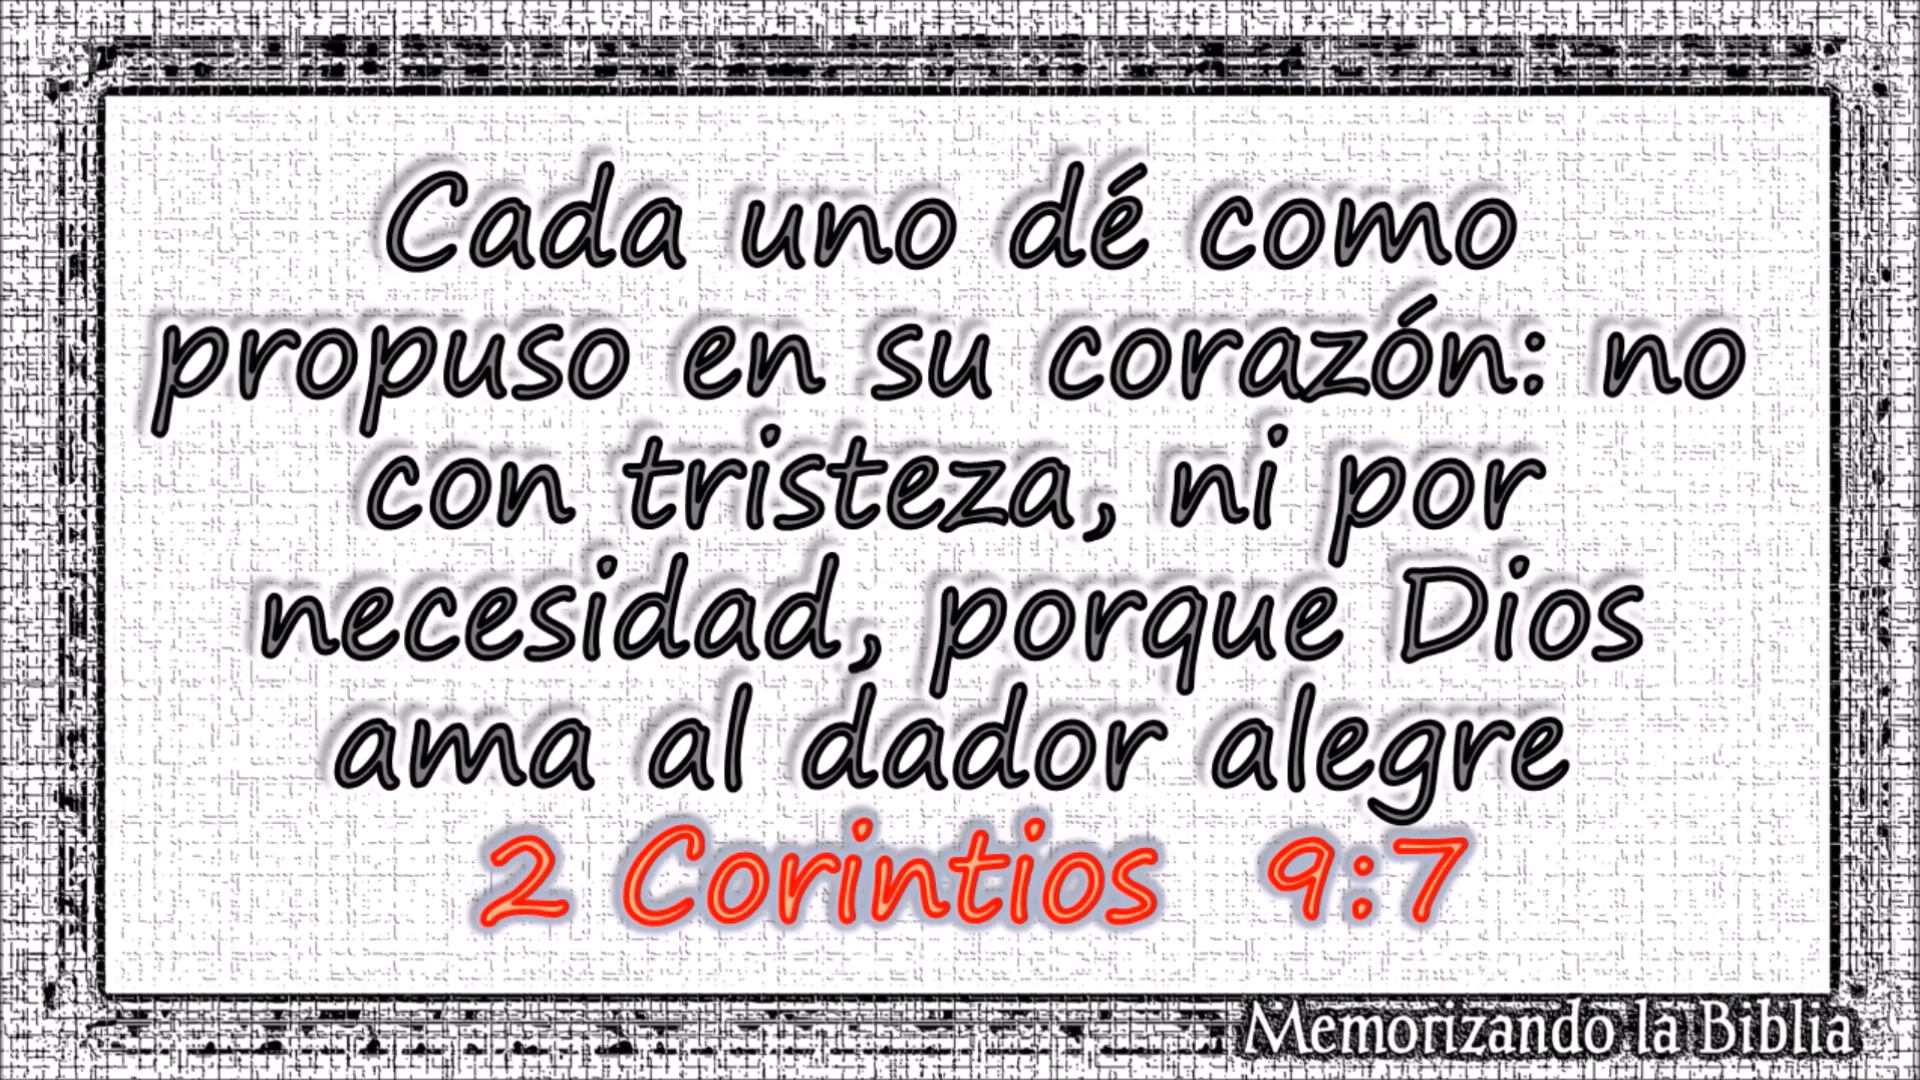 Cada uno dé como
propuso en su corazón: no
con tristeza, ni por
necesidad, porque Dios
ama al dador alegre
2 Corintios 9:7
Memorizando la Biblia